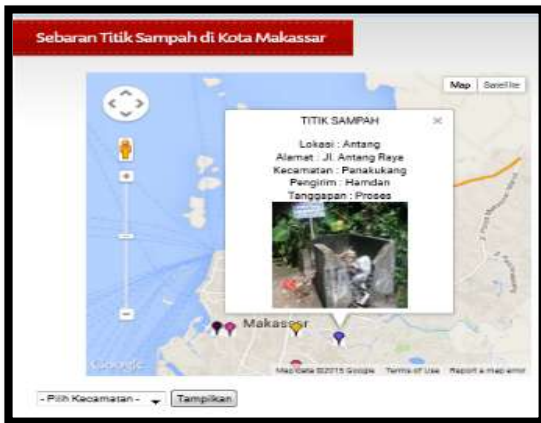 Sebaran Titik Sampah di Kota Makassar
Map Satellite
TITIK SAMPAH
Lokasi : Antang
Alamat : Jl. Antang Raya
Kecamatan : Panakukang
Pengirim : Hamdan
Tanggapan : Proses
Makassar
Google
Map data ©2015 Google Terms of Use Report a map error
- Pilih Kecamatan - Tampilkan